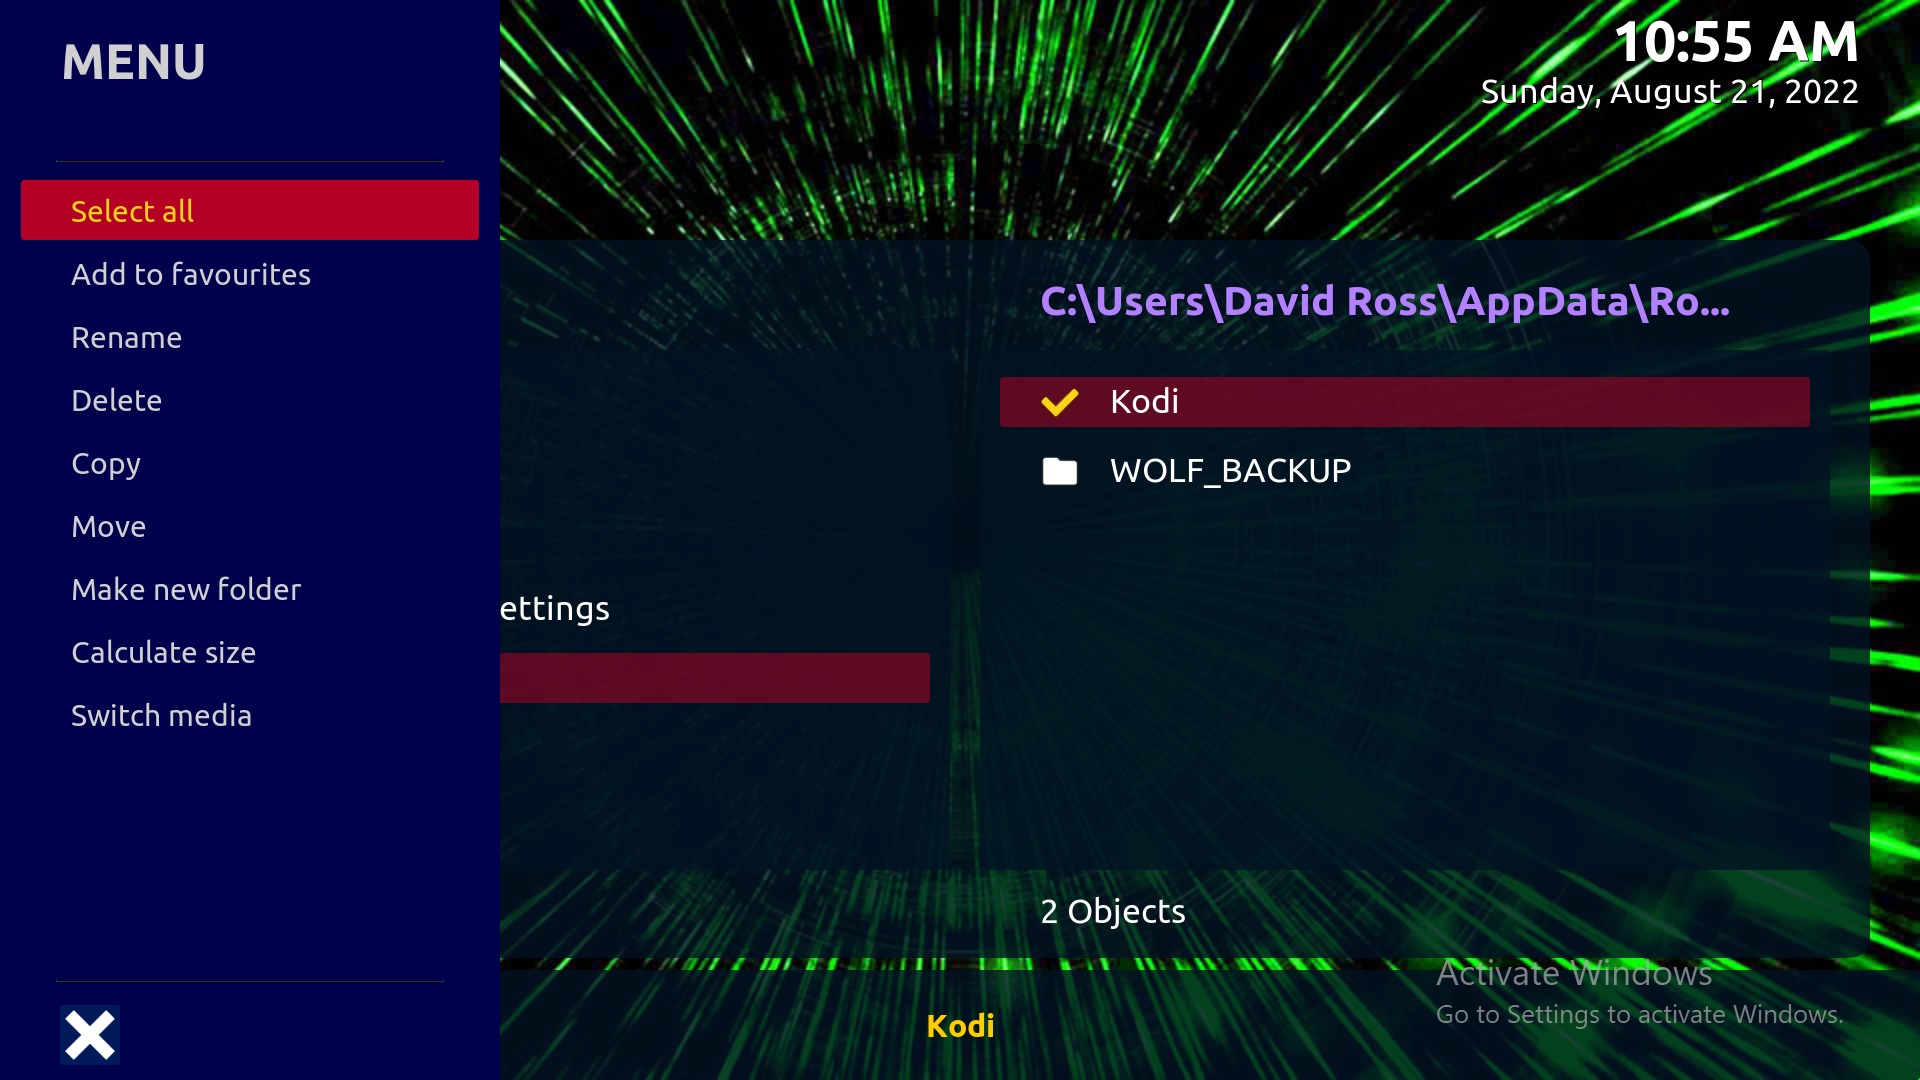 MENU
Select all
Add to favourites
Rename
Delete
Copy
Move
Make new folder
Calculate size
Switch media
10:55 AM
Sunday, August 21, 2022
C:\Users\David Ross\AppData\Ro...
Kodi
WOLF_BACKUP
ettings
2 Objects
Kodi
Activate Windows
Go to Settings to activate Windows.